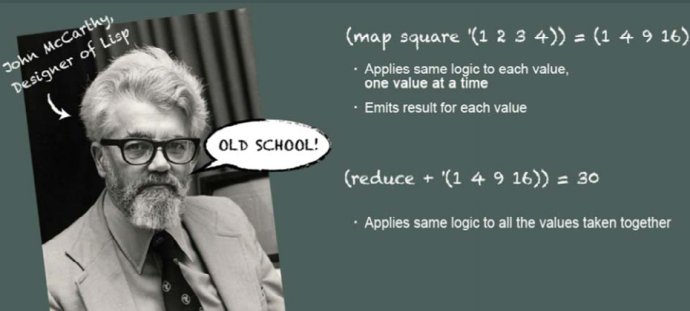 John McCarthy,
Designer of Lisp
OLD SCHOOL!
(map square '(1 2 3 4)) = (1 4 9 16)
· Applies same logic to each value,
one value at a time
· Emits result for each value
(reduce + '(1 4 9 16)) = 30
· Applies same logic to all the values taken together